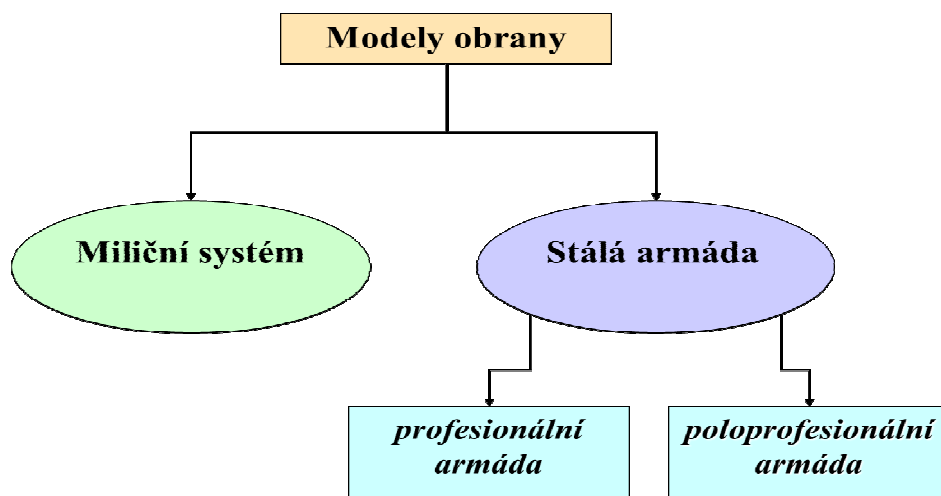 Modely obrany
Miliční systém
Stálá armáda
profesionální
armáda
poloprofesionální
armáda